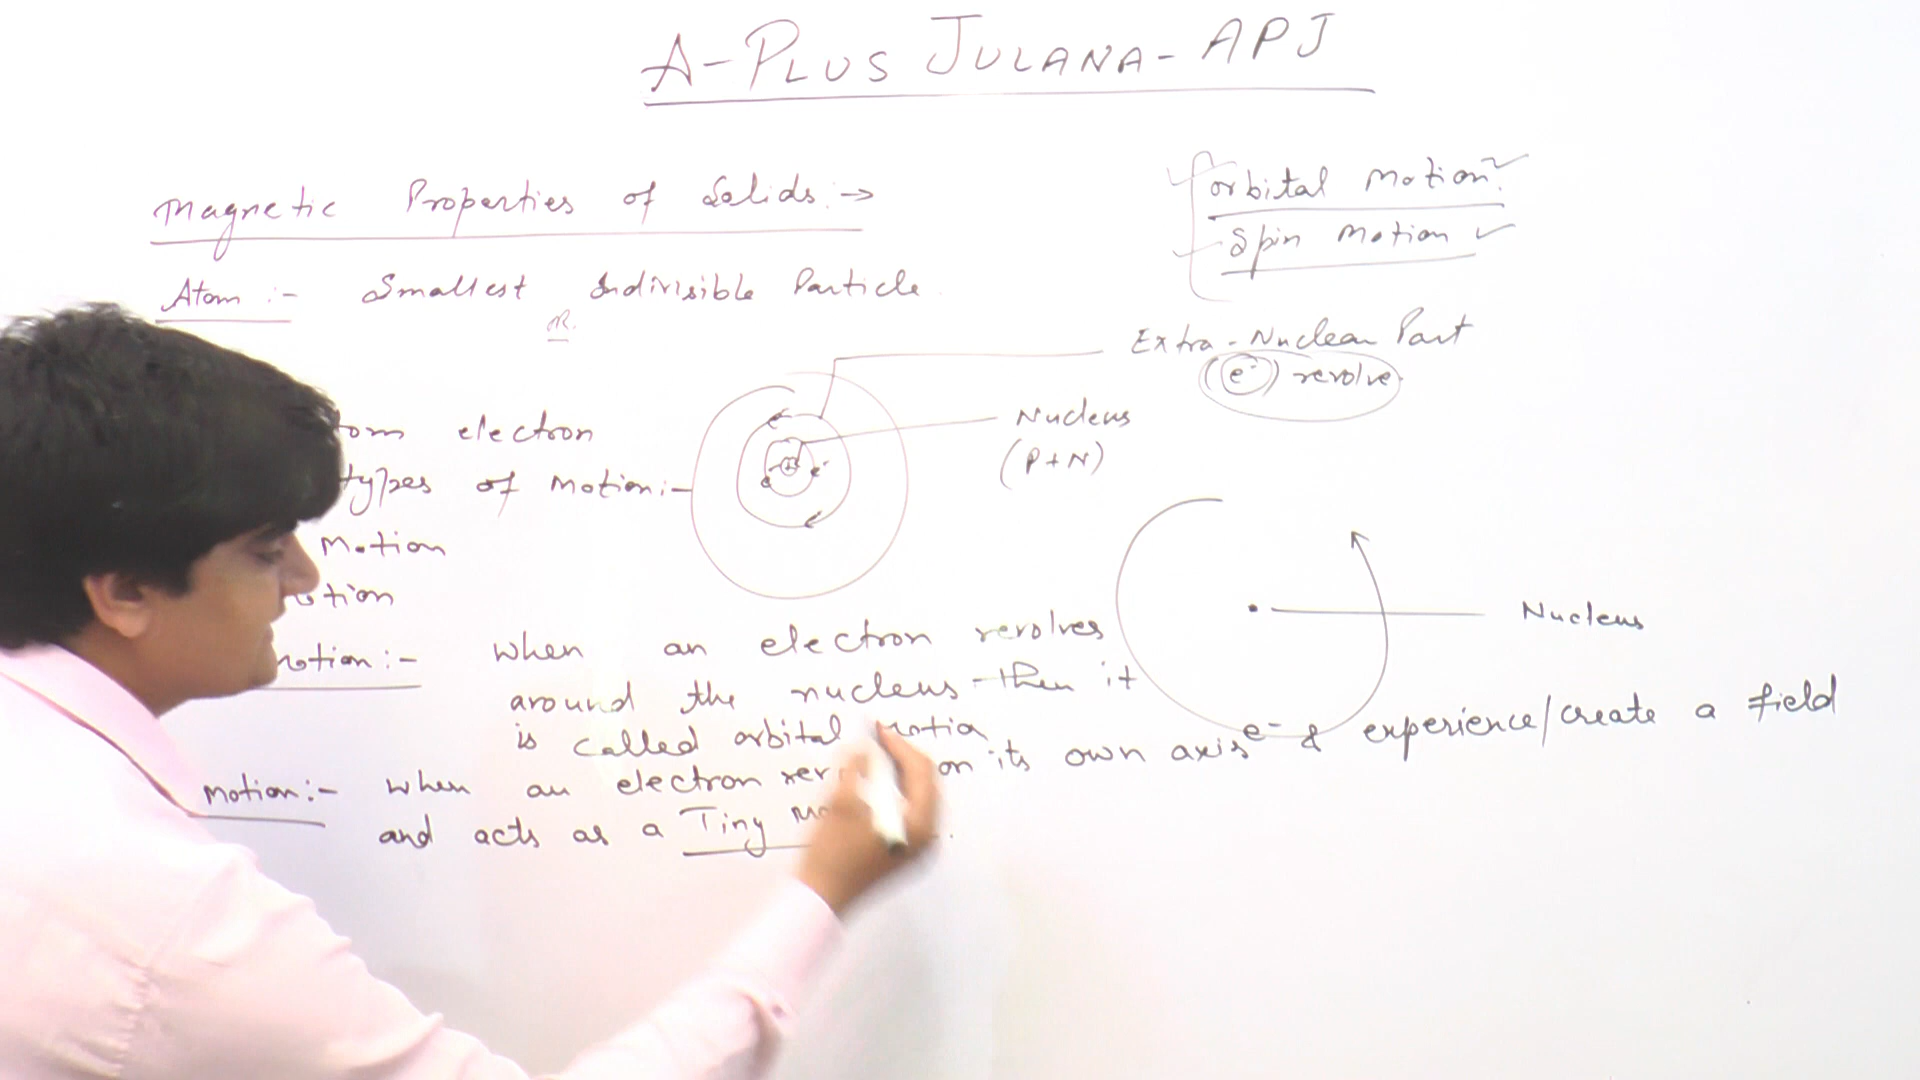 A-PLUS JULANA-APJ
Magnetic Properties of Solids:→
orbital Motion
Spin Motion
Atom :- Smallest Indivisible Particle
Extra-Nuclear Part
(e-) revolve
Nucleus
(P+N)
electron
types of Motion:-
Motion
When an electron revolves
around the nucleus then it
is called orbital
Nucleus
Motion:- When an electron on its own axis & experience/create a field
and acts as a Tiny
e-